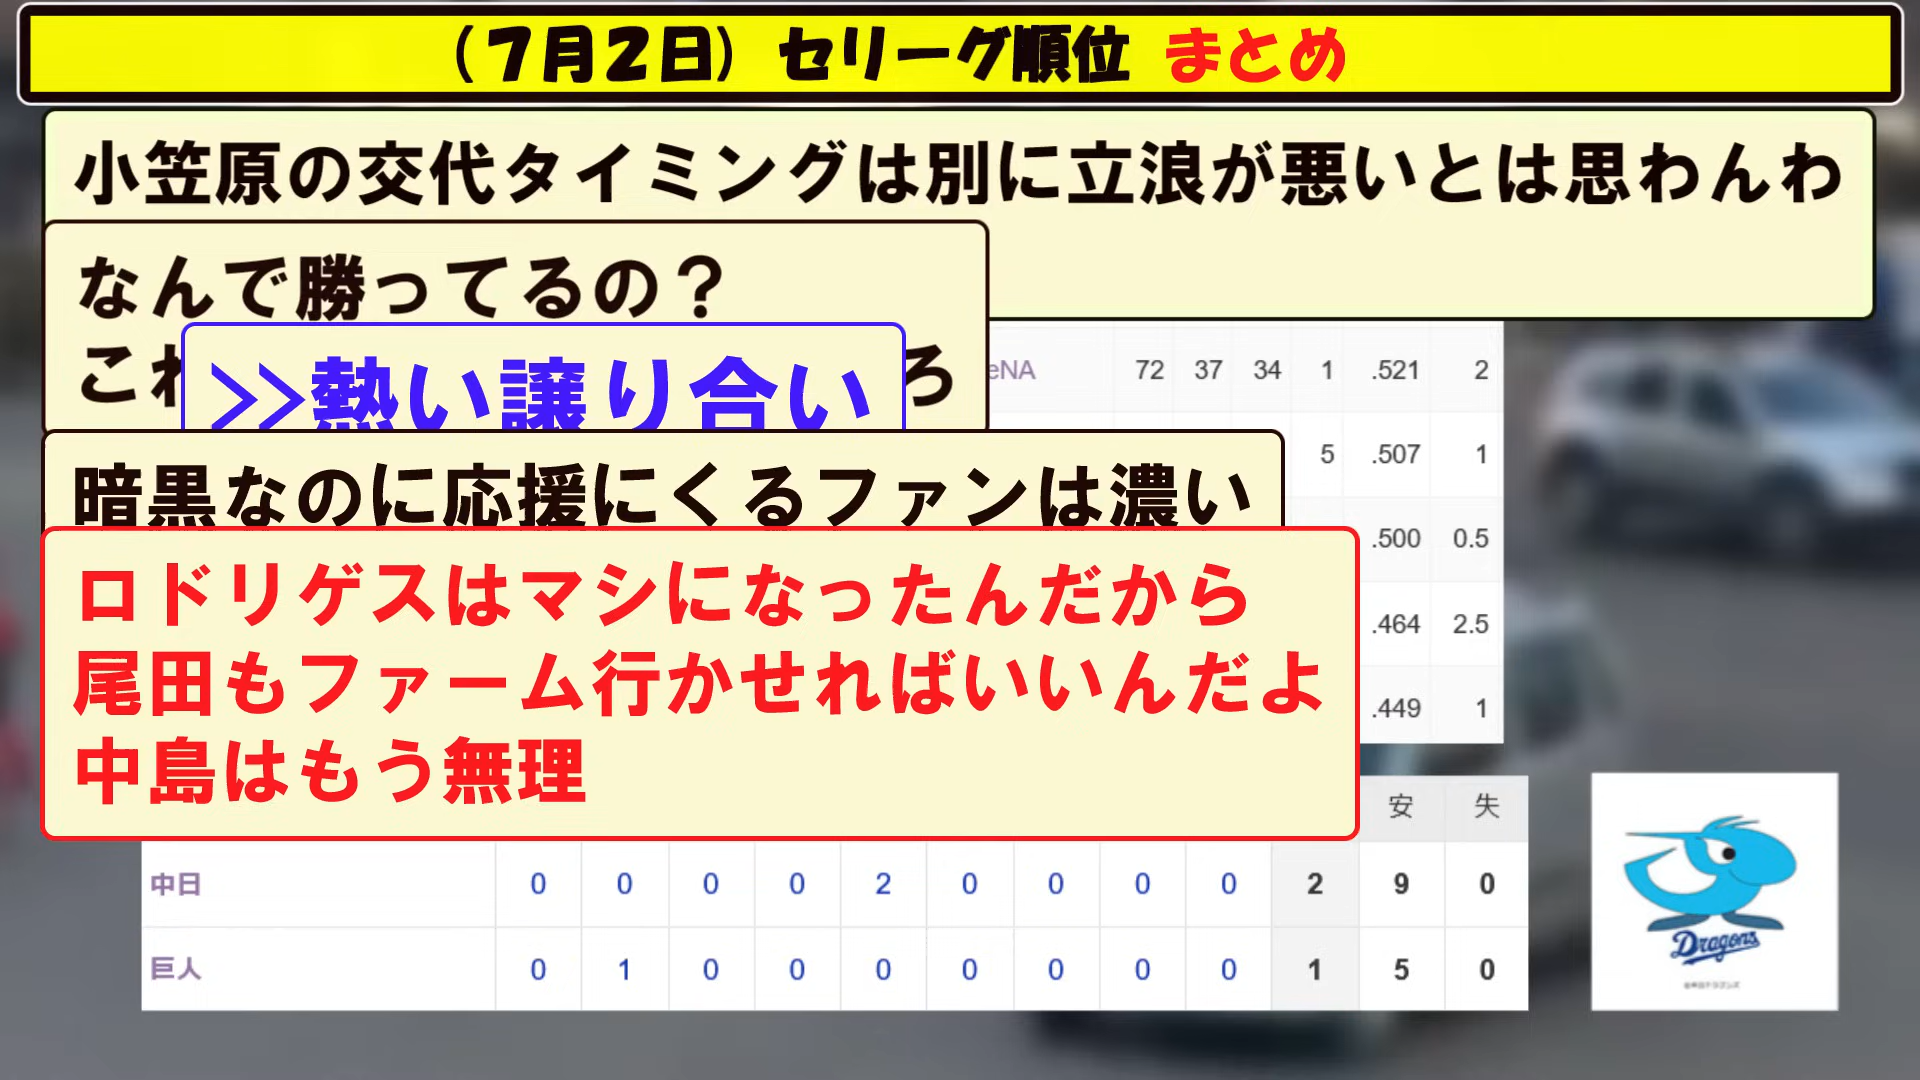 (7月2日) セリーグ順位 まとめ
小笠原の交代タイミングは別に立浪が悪いとは思わんわ
なんで勝ってるの？
ろ
>>熱い譲り合い
eNA 72 37 34 1 .521 2
5 .507 1
暗黒なのに応援にくるファンは濃い
.500 0.5
ロドリゲスはマシになったんだから
尾田もファーム行かせればいいんだよ
中島はもう無理
.464 2.5
.449 1
安 失
中日 0 0 0 0 2 0 0 0 0 2 9 0
巨人 0 1 0 0 0 0 0 0 0 1 5 0
Dragons